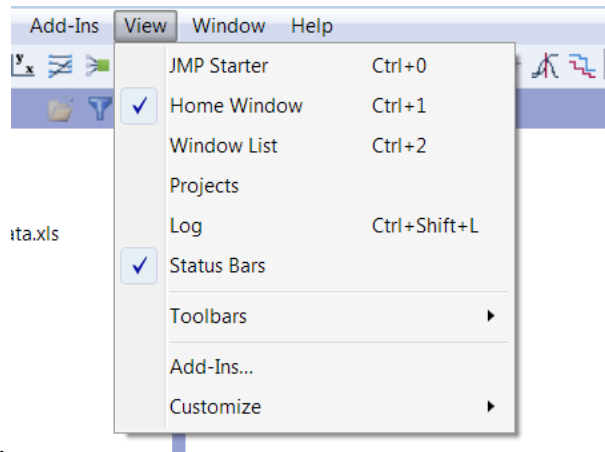 Add-Ins View Window Help
JMP Starter Ctrl+0
Home Window Ctrl+1
Window List Ctrl+2
Projects
ata.xls
Log Ctrl+Shift+L
Status Bars
Toolbars
Add-Ins...
Customize